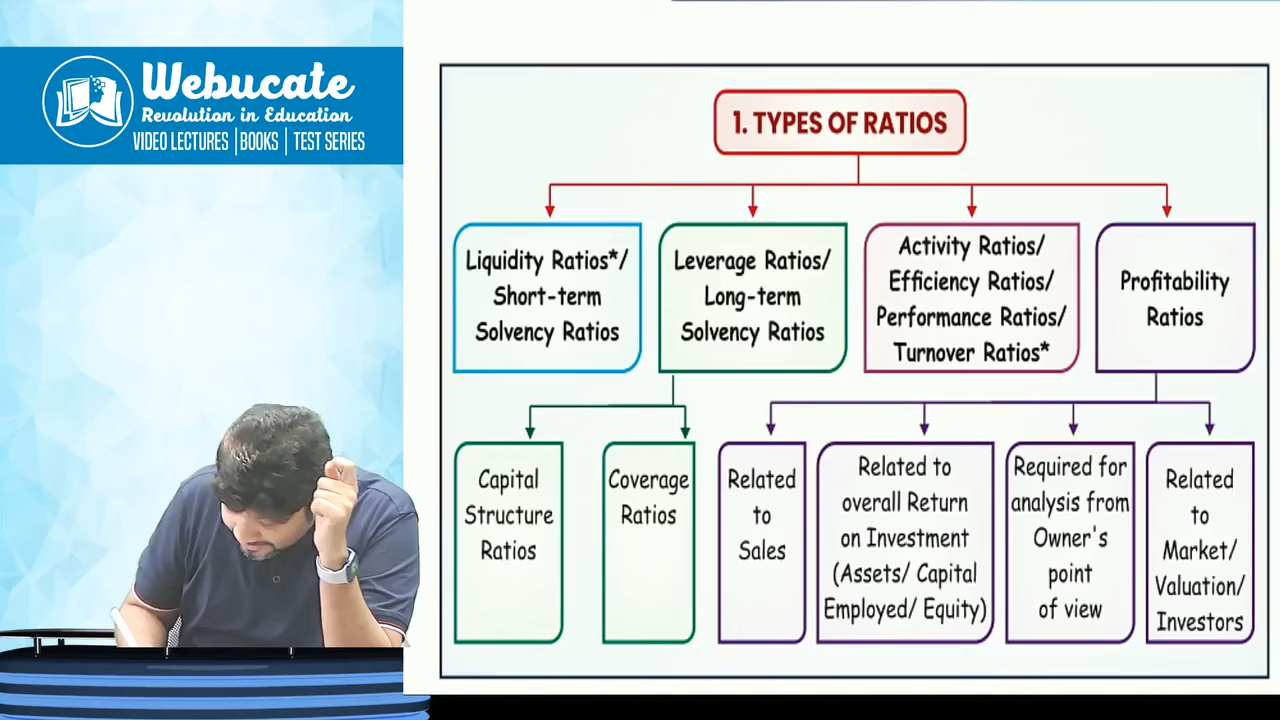 Webucate
Revolution in Education
VIDEO LECTURES | BOOKS | TEST SERIES
1. TYPES OF RATIOS
Liquidity Ratios*/
Short-term
Solvency Ratios
Leverage Ratios/
Long-term
Solvency Ratios
Activity Ratios/
Efficiency Ratios/
Performance Ratios/
Turnover Ratios*
Profitability
Ratios
Capital
Structure
Ratios
Coverage
Ratios
Related
to
Sales
Related to
overall Return
on Investment
(Assets/ Capital
Employed/ Equity)
Required for
analysis from
Owner's
point
of view
Related
to
Market/
Valuation/
Investors